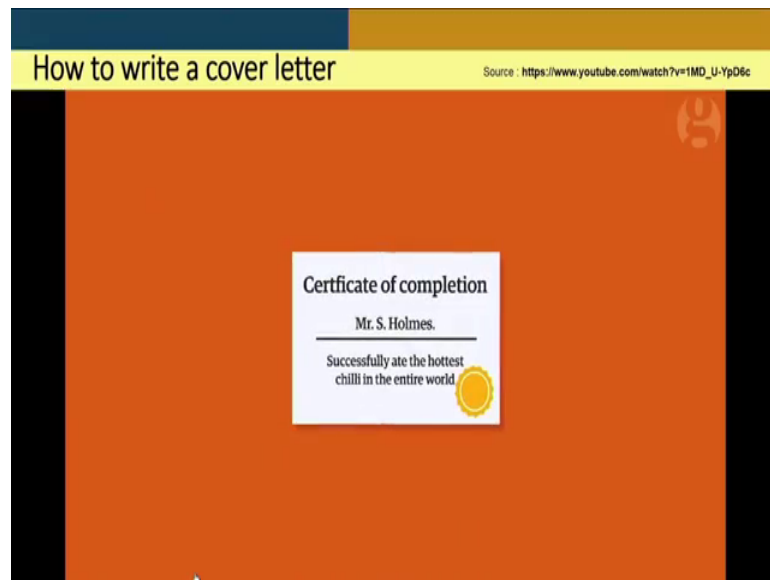 How to write a cover letter
Source : https://www.youtube.com/watch?v=1MD_U-YpD6c
g
Certficate of completion
Mr. S. Holmes.
Successfully ate the hottest
chilli in the entire world